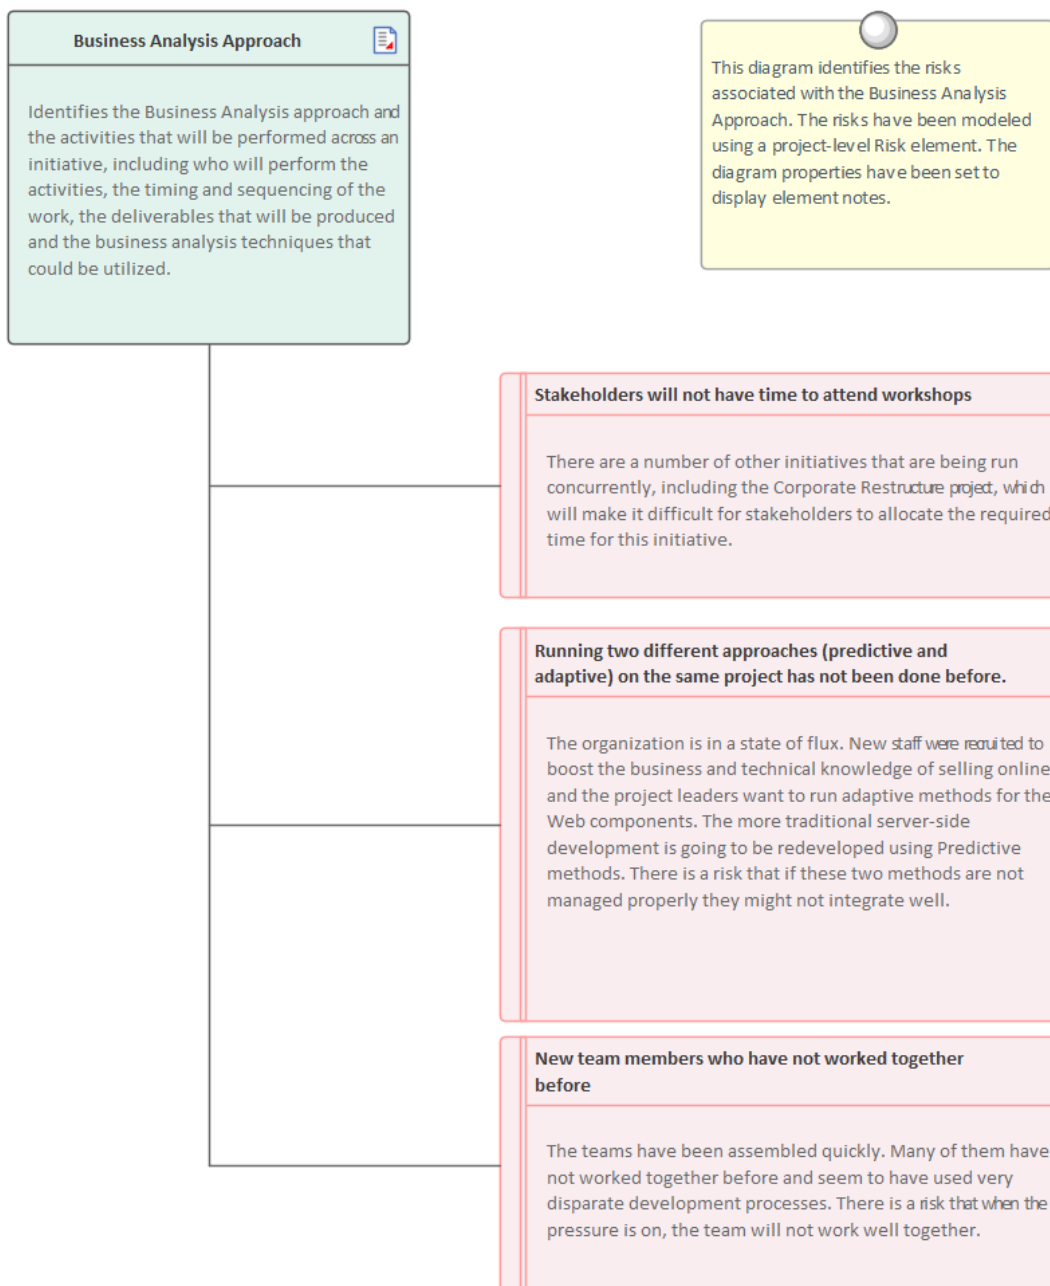 Business Analysis Approach
Identifies the Business Analysis approach and
the activities that will be performed across an
initiative, including who will perform the
activities, the timing and sequencing of the
work, the deliverables that will be produced
and the business analysis techniques that
could be utilized.
This diagram identifies the risks
associated with the Business Analysis
Approach. The risks have been modeled
using a project-level Risk element. The
diagram properties have been set to
display element notes.
Stakeholders will not have time to attend workshops
There are a number of other initiatives that are being run
concurrently, including the Corporate Restructure project, which
will make it difficult for stakeholders to allocate the required
time for this initiative.
Running two different approaches (predictive and
adaptive) on the same project has not been done before.
The organization is in a state of flux. New staff were recruited to
boost the business and technical knowledge of selling online
and the project leaders want to run adaptive methods for the
Web components. The more traditional server-side
development is going to be redeveloped using Predictive
methods. There is a risk that if these two methods are not
managed properly they might not integrate well.
New team members who have not worked together
before
The teams have been assembled quickly. Many of them have
not worked together before and seem to have used very
disparate development processes. There is a risk that when the
pressure is on, the team will not work well together.